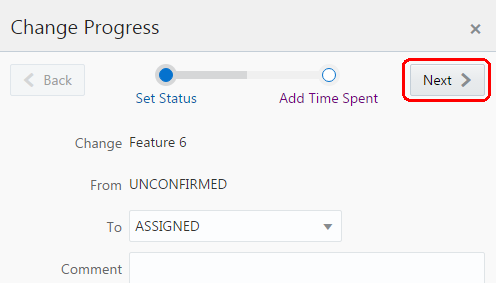 Change Progress ×
Back Next
Set Status Add Time Spent
Change Feature 6
From UNCONFIRMED
To ASSIGNED
Comment